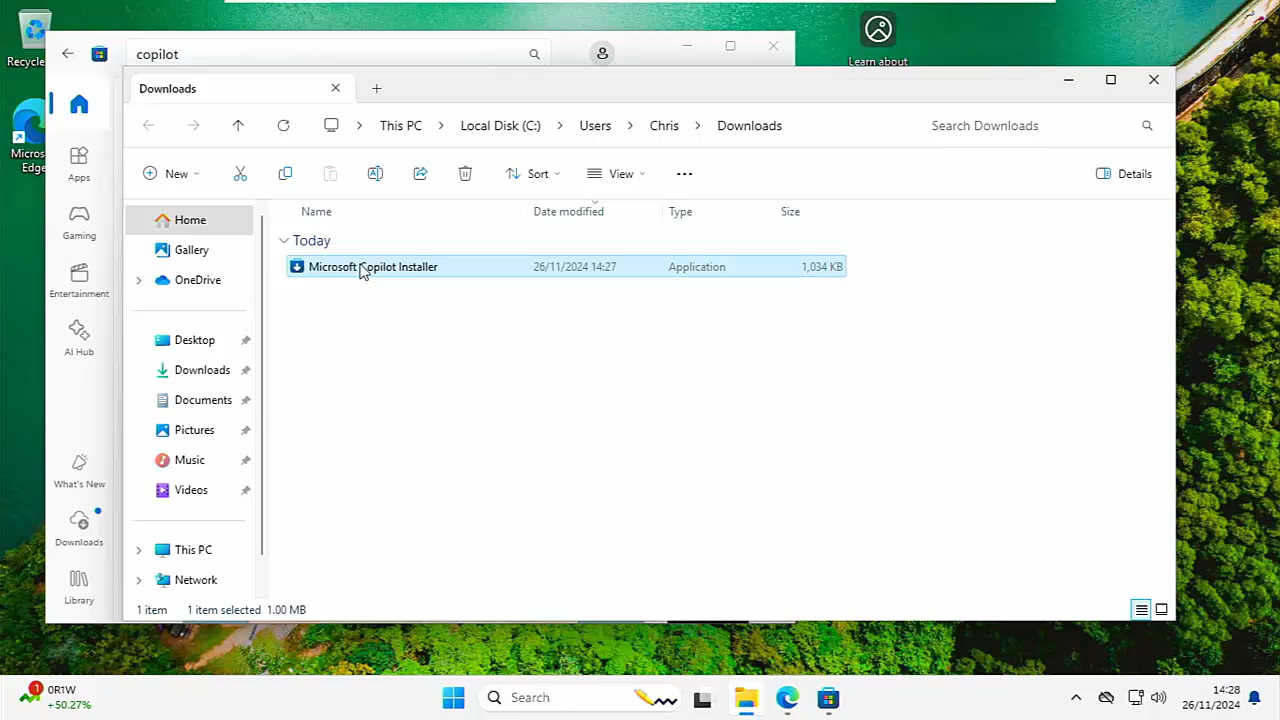 Recycle
Learn about
Micros
Edge
copilot
Apps
Gaming
Entertainment
AI Hub
What's New
Downloads
Library
Downloads
This PC
Local Disk (C:)
Users
Chris
Downloads
Search Downloads
New
Sort
View
Details
Home
Gallery
OneDrive
Desktop
Downloads
Documents
Pictures
Music
Videos
This PC
Network
Name Date modified Type Size
Today
Microsoft Copilot Installer 26/11/2024 14:27 Application 1,034 KB
1 item 1 item selected 1.00 MB
1
0R1W
+50.27%
Search
14:28
26/11/2024